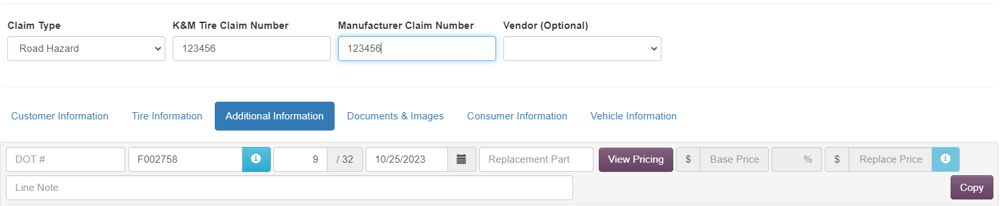 Claim Type K&M Tire Claim Number Manufacturer Claim Number Vendor (Optional)
Road Hazard 123456 123456
Customer Information Tire Information Additional Information Documents & Images Consumer Information Vehicle Information
DOT # F002758 9 / 32 10/25/2023 Replacement Part View Pricing $ Base Price % $ Replace Price
Line Note Copy